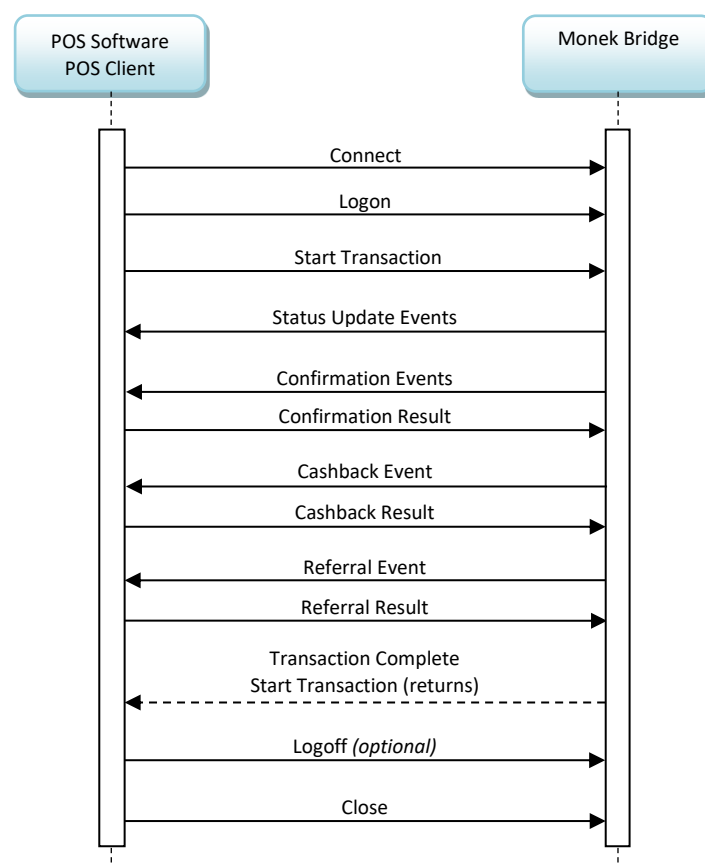 POS Software
POS Client
Monek Bridge
Connect
Logon
Start Transaction
Status Update Events
Confirmation Events
Confirmation Result
Cashback Event
Cashback Result
Referral Event
Referral Result
Transaction Complete
Start Transaction (returns)
Logoff (optional)
Close